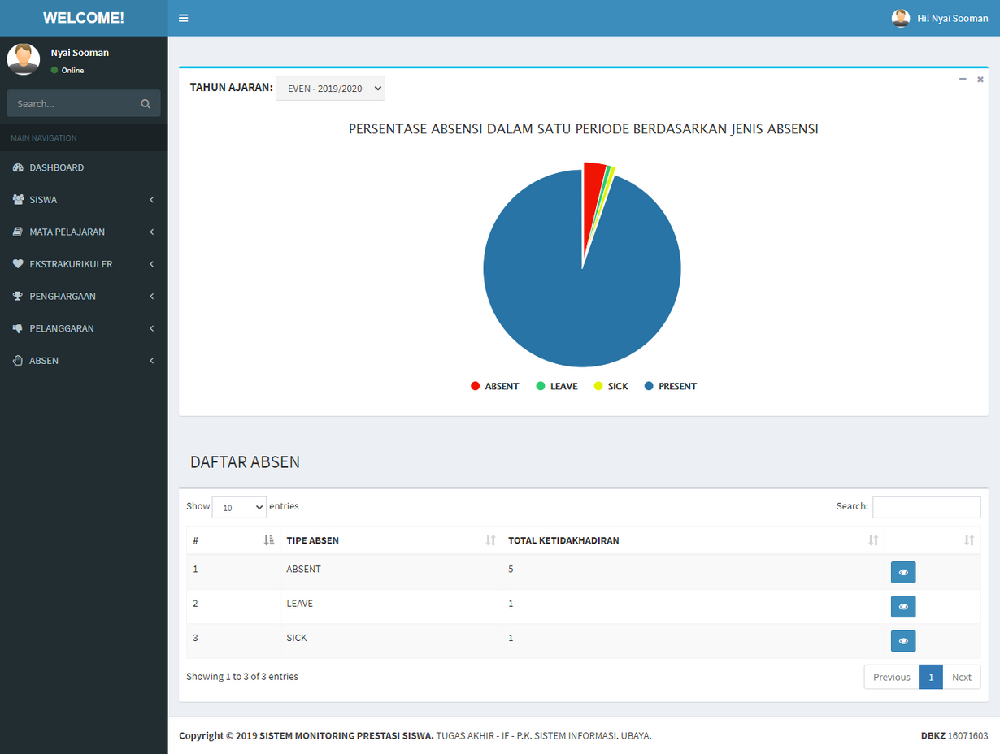 WELCOME!
Hi! Nyai Sooman
Nyai Sooman
Online
Search...
MAIN NAVIGATION
DASHBOARD
SISWA
MATA PELAJARAN
EKSTRAKURIKULER
PENGHARGAAN
PELANGGARAN
ABSEN
TAHUN AJARAN: EVEN - 2019/2020
PERSENTASE ABSENSI DALAM SATU PERIODE BERDASARKAN JENIS ABSENSI
ABSENT LEAVE SICK PRESENT
DAFTAR ABSEN
Show 10 entries Search:
# TIPE ABSEN TOTAL KETIDAKHADIRAN
1 ABSENT 5
2 LEAVE 1
3 SICK 1
Showing 1 to 3 of 3 entries Previous 1 Next
Copyright © 2019 SISTEM MONITORING PRESTASI SISWA. TUGAS AKHIR - IF - P.K. SISTEM INFORMASI. UBAYA. DBKZ 16071603